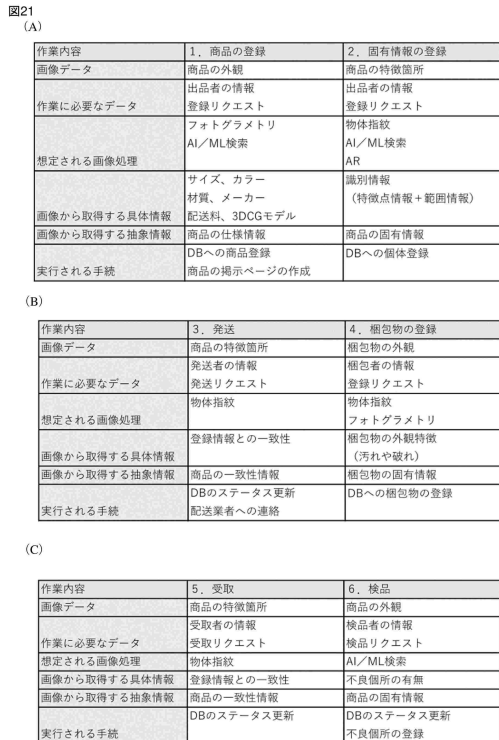 図21
(A)
作業内容 1．商品の登録 2．固有情報の登録
画像データ 商品の外観 商品の特徴箇所
出品者の情報 出品者の情報
作業に必要なデータ 登録リクエスト 登録リクエスト
フォトグラメトリ 物体指紋
AI／ML検索 AI／ML検索
想定される画像処理 AR
サイズ、カラー 識別情報
材質、メーカー （特徴点情報＋範囲情報）
画像から取得する具体情報 配送料、3DCGモデル
画像から取得する抽象情報 商品の仕様情報 商品の固有情報
DBへの商品登録 DBへの個体登録
実行される手続 商品の掲示ページの作成
(B)
作業内容 3．発送 4．梱包物の登録
画像データ 商品の特徴箇所 梱包物の外観
発送者の情報 梱包者の情報
作業に必要なデータ 発送リクエスト 登録リクエスト
物体指紋 物体指紋
想定される画像処理 フォトグラメトリ
登録情報との一致性 梱包物の外観特徴
画像から取得する具体情報 （汚れや破れ）
画像から取得する抽象情報 商品の一致性情報 梱包物の固有情報
DBのステータス更新 DBへの梱包物の登録
実行される手続 配送業者への連絡
(C)
作業内容 5．受取 6．検品
画像データ 商品の特徴箇所 商品の外観
受取者の情報 検品者の情報
作業に必要なデータ 受取リクエスト 検品リクエスト
想定される画像処理 物体指紋 AI／ML検索
画像から取得する具体情報 登録情報との一致性 不良個所の有無
画像から取得する抽象情報 商品の一致性情報 商品の固有情報
DBのステータス更新 DBのステータス更新
実行される手続 不良個所の登録